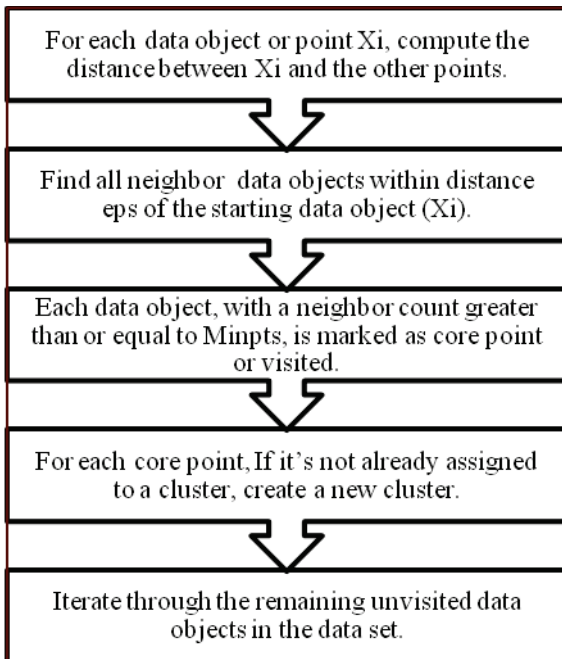 For each data object or point Xi, compute the
distance between Xi and the other points.
Find all neighbor data objects within distance
eps of the starting data object (Xi).
Each data object, with a neighbor count greater
than or equal to Minpts, is marked as core point
or visited.
For each core point, If it’s not already assigned
to a cluster, create a new cluster.
Iterate through the remaining unvisited data
objects in the data set.